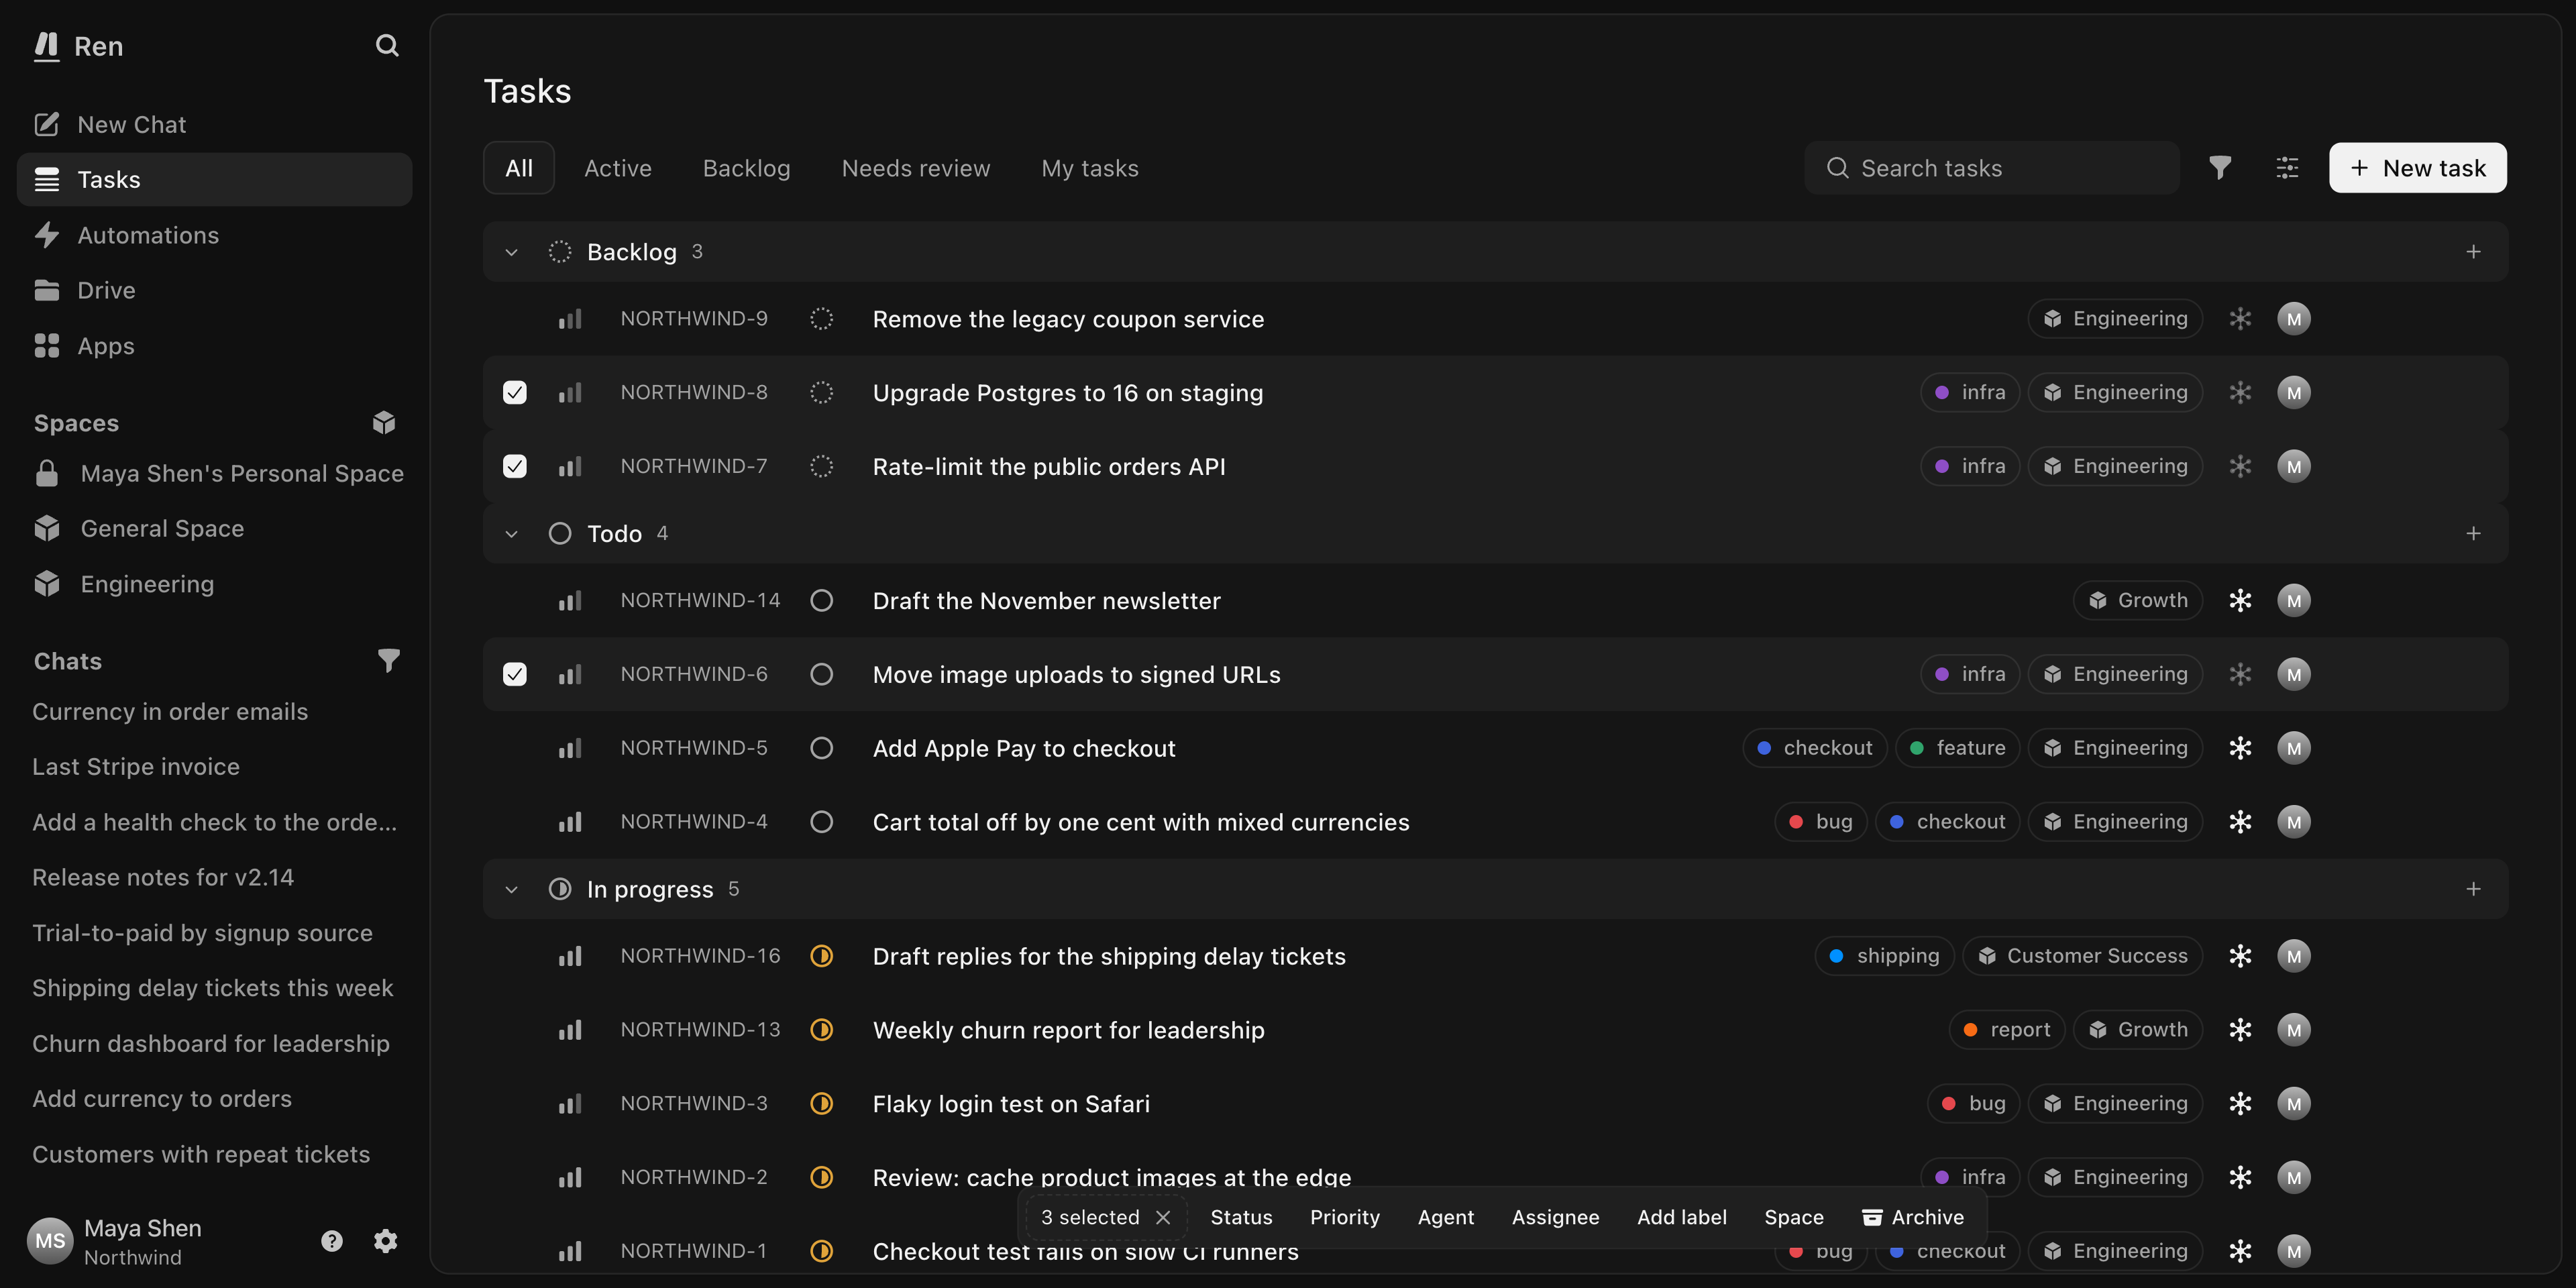 Ren
New Chat
Tasks
Automations
Drive
Apps
Spaces
Maya Shen's Personal Space
General Space
Engineering
Chats
Currency in order emails
Last Stripe invoice
Add a health check to the orde...
Release notes for v2.14
Trial-to-paid by signup source
Shipping delay tickets this week
Churn dashboard for leadership
Add currency to orders
Customers with repeat tickets
MS Maya Shen
Northwind
Tasks
All Active Backlog Needs review My tasks Search tasks New task
Backlog 3
NORTHWIND-9 Remove the legacy coupon service Engineering M
NORTHWIND-8 Upgrade Postgres to 16 on staging infra Engineering M
NORTHWIND-7 Rate-limit the public orders API infra Engineering M
Todo 4
NORTHWIND-14 Draft the November newsletter Growth M
NORTHWIND-6 Move image uploads to signed URLs infra Engineering M
NORTHWIND-5 Add Apple Pay to checkout checkout feature Engineering M
NORTHWIND-4 Cart total off by one cent with mixed currencies bug checkout Engineering M
In progress 5
NORTHWIND-16 Draft replies for the shipping delay tickets shipping Customer Success M
NORTHWIND-13 Weekly churn report for leadership report Growth M
NORTHWIND-3 Flaky login test on Safari bug Engineering M
NORTHWIND-2 Review: cache product images at the edge infra Engineering M
3 selected Status Priority Agent Assignee Add label Space Archive
NORTHWIND-1 Checkout test fails on slow CI runners bug checkout Engineering M